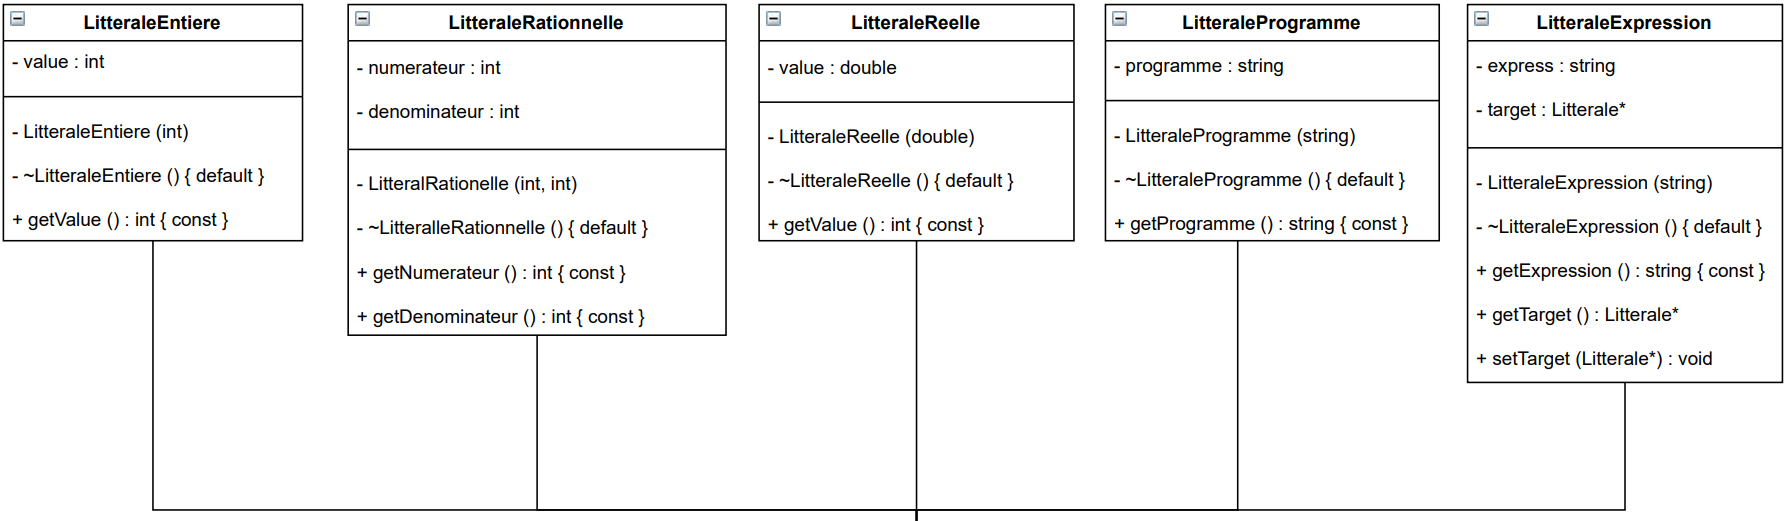 LitteraleEntiere
- value : int
- LitteraleEntiere (int)
- ~LitteraleEntiere () { default }
+ getValue () : int { const }
LitteraleRationnelle
- numerateur : int
- denominateur : int
- LitteralRationelle (int, int)
- ~LitteralleRationnelle () { default }
+ getNumerateur () : int { const }
+ getDenominateur () : int { const }
LitteraleReelle
- value : double
- LitteraleReelle (double)
- ~LitteraleReelle () { default }
+ getValue () : int { const }
LitteraleProgramme
- programme : string
- LitteraleProgramme (string)
- ~LitteraleProgramme () { default }
+ getProgramme () : string { const }
LitteraleExpression
- express : string
- target : Litterale*
- LitteraleExpression (string)
- ~LitteraleExpression () { default }
+ getExpression () : string { const }
+ getTarget () : Litterale*
+ setTarget (Litterale*) : void